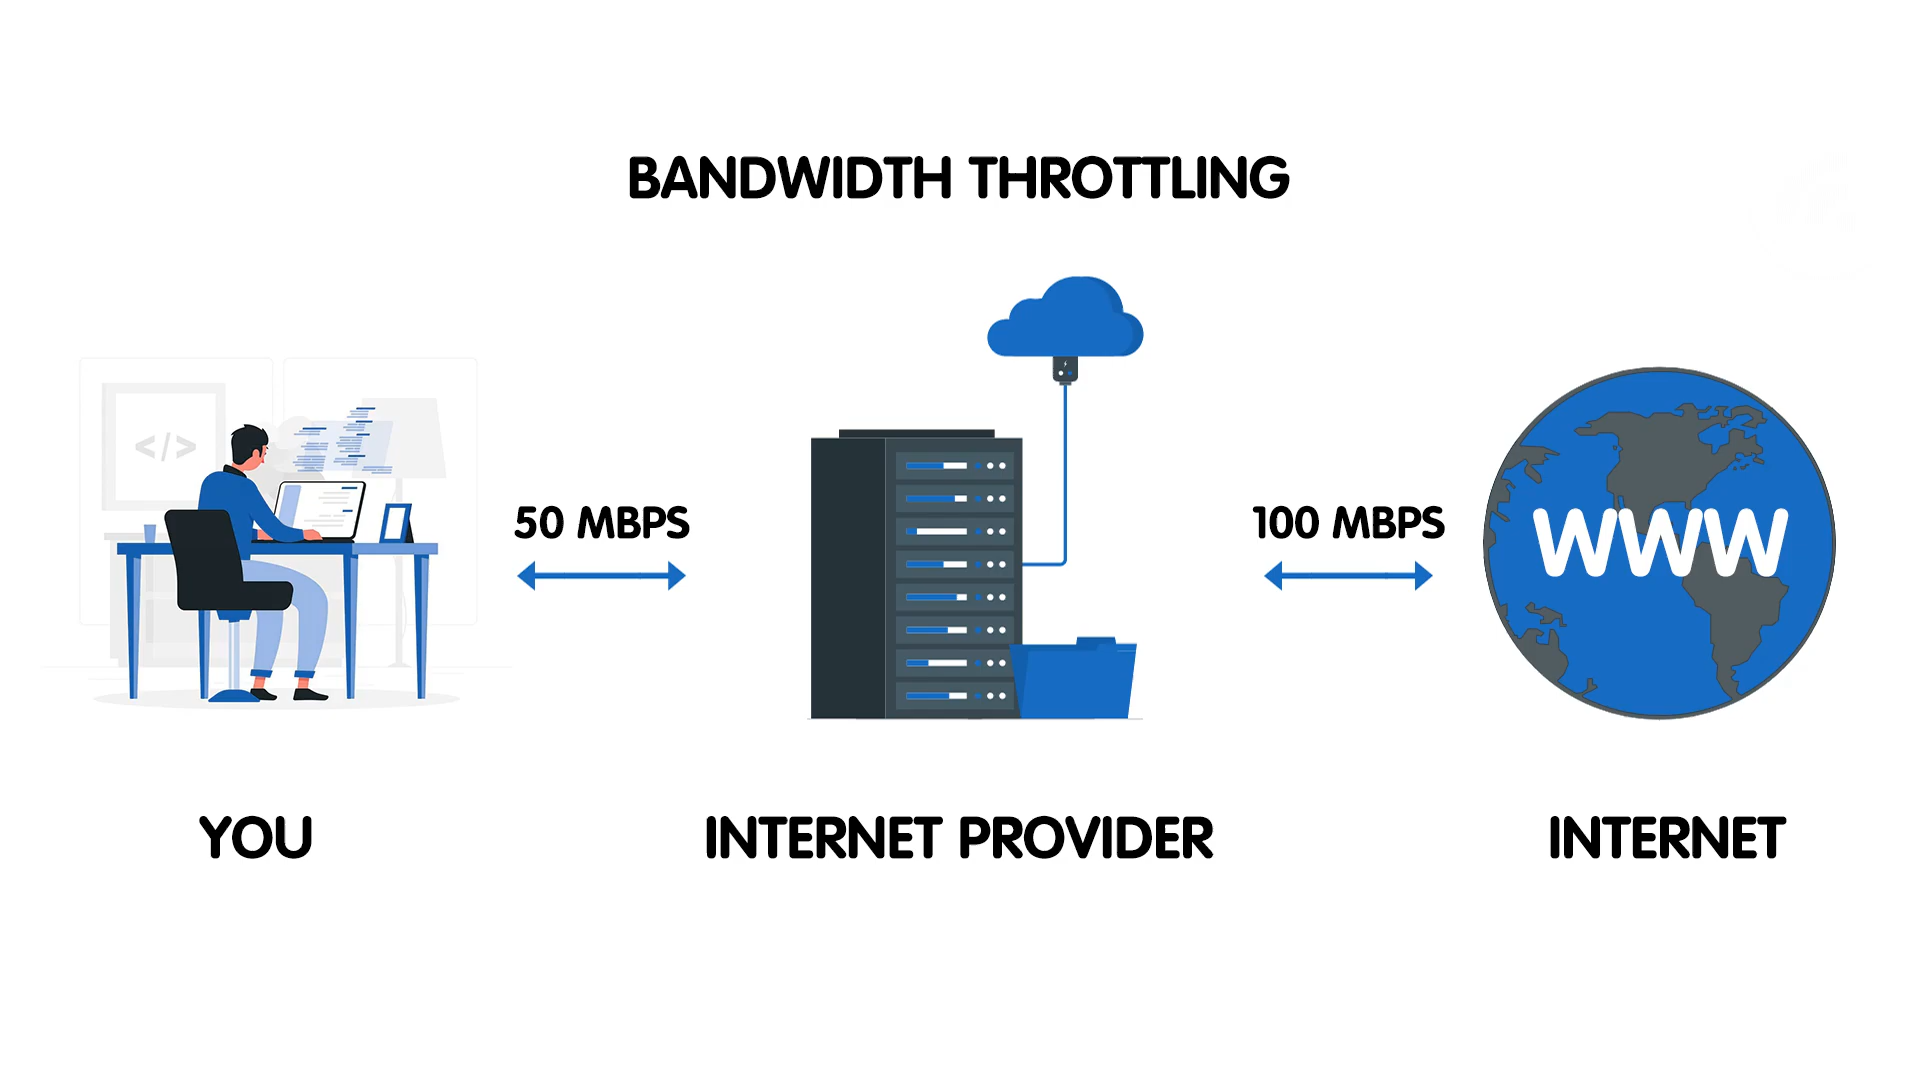 BANDWIDTH THROTTLING
</>
50 MBPS
100 MBPS
WWW
YOU
INTERNET PROVIDER
INTERNET